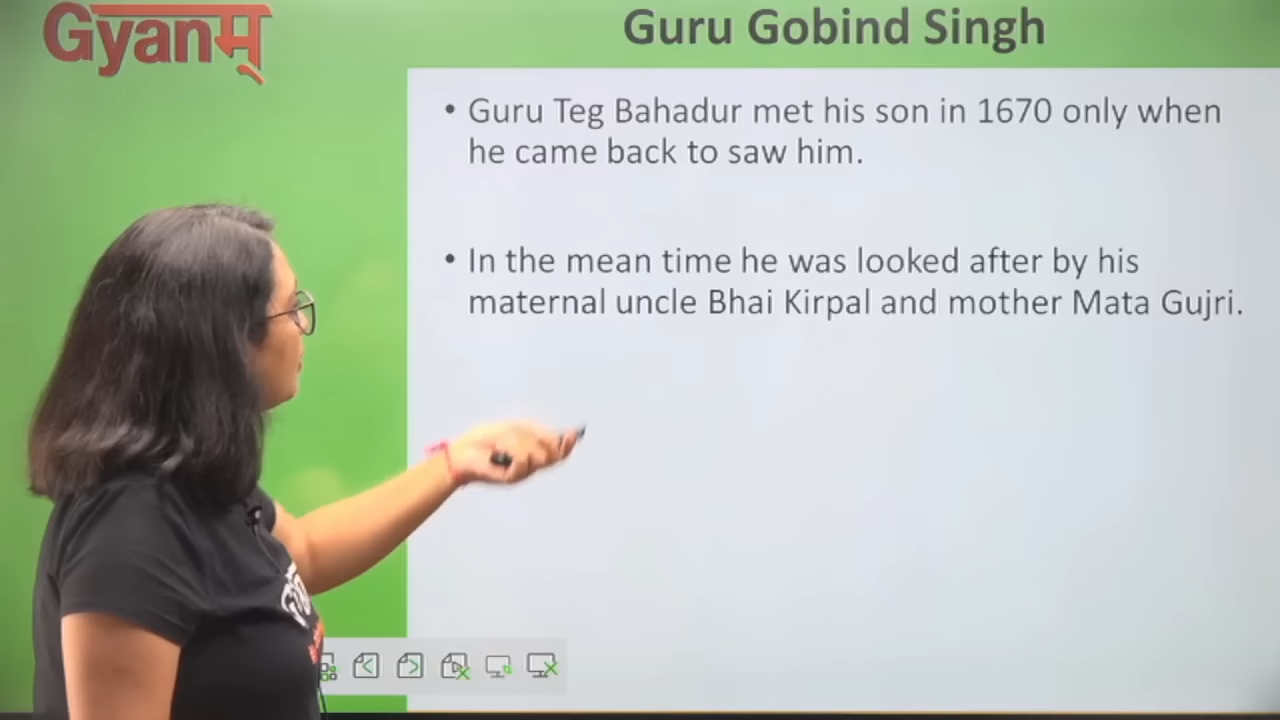 Gyanम्
Guru Gobind Singh
• Guru Teg Bahadur met his son in 1670 only when
he came back to saw him.
• In the mean time he was looked after by his
maternal uncle Bhai Kirpal and mother Mata Gujri.